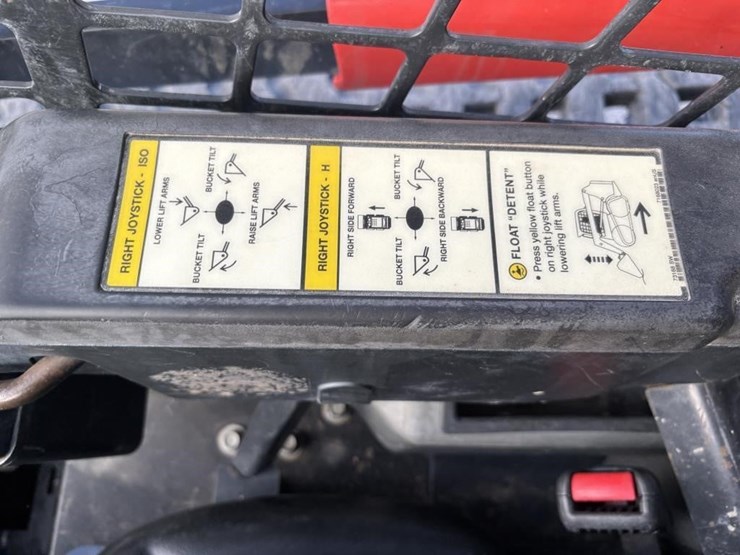 RIGHT JOYSTICK - ISO
LOWER LIFT ARMS
BUCKET TILT
BUCKET TILT
RAISE LIFT ARMS
RIGHT JOYSTICK - H
RIGHT SIDE FORWARD
BUCKET TILT
BUCKET TILT
RIGHT SIDE BACKWARD
FLOAT "DETENT"
• Press yellow float button
on right joystick while
lowering lift arms.